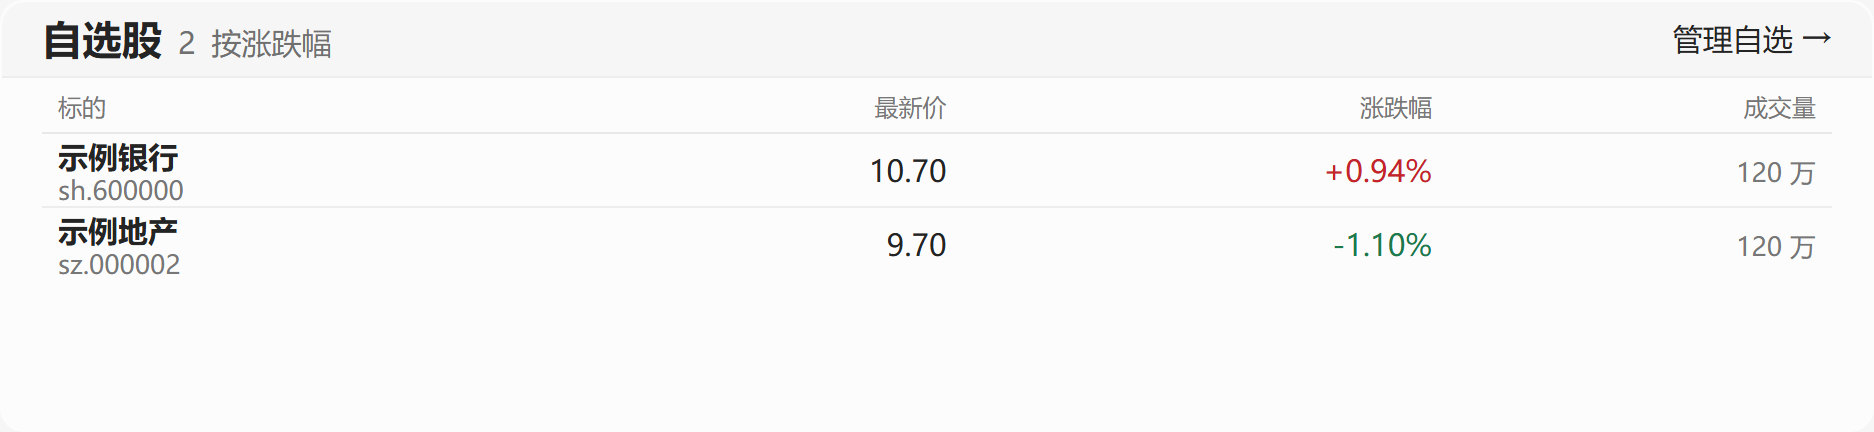 自选股 2 按涨跌幅 管理自选 →
标的 最新价 涨跌幅 成交量
示例银行
sh.600000 10.70 +0.94% 120 万
示例地产
sz.000002 9.70 -1.10% 120 万